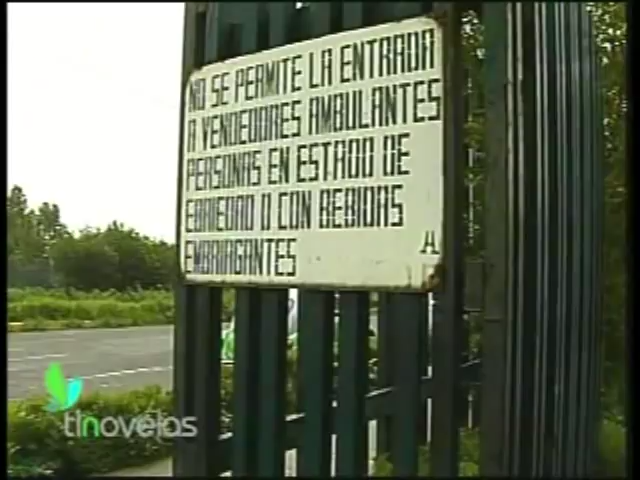 NO SE PERMITE LA ENTRADA
A VENDEDORES AMBULANTES
PERSONAS EN ESTADO DE
EBRIEDAD O CON BEBIDAS
EMBRIAGANTES
tlnovelas